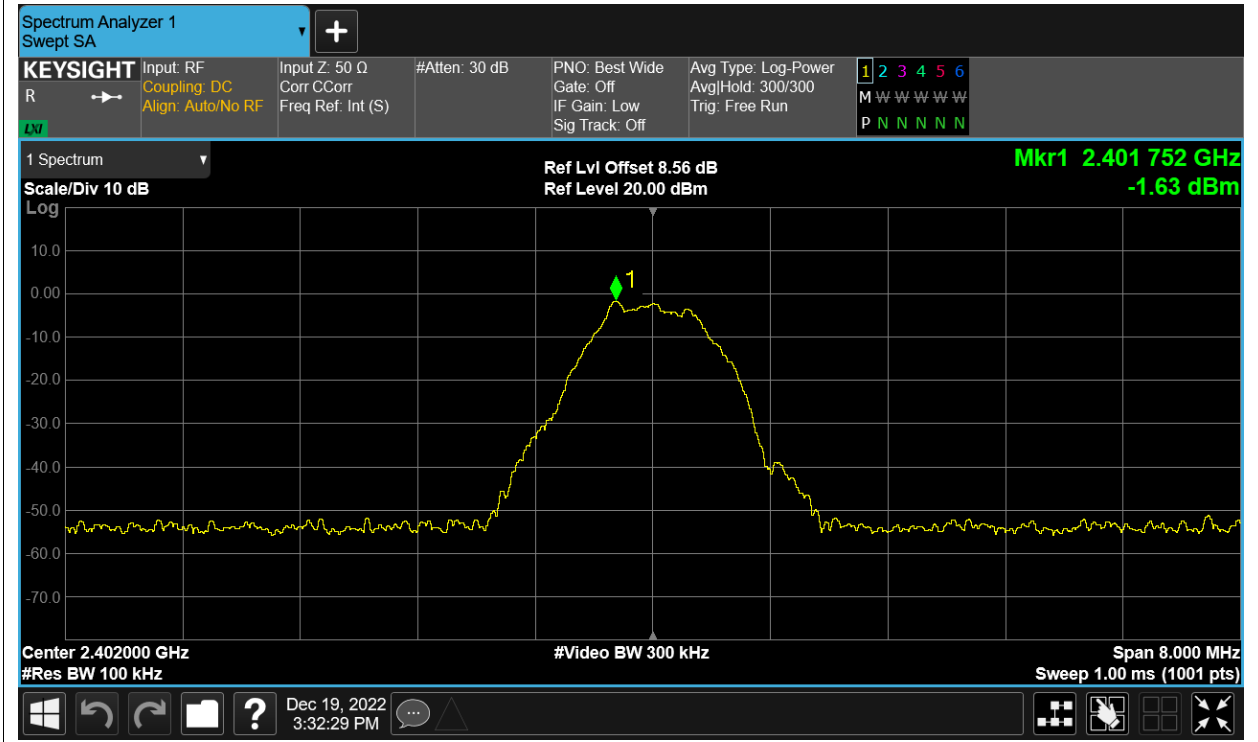 Spectrum Analyzer 1
Swept SA
KEYSIGHT
R
LXI
Input: RF
Coupling: DC
Align: Auto/No RF
Input Z: 50 Ω
Corr CCorr
Freq Ref: Int (S)
#Atten: 30 dB
PNO: Best Wide
Gate: Off
IF Gain: Low
Sig Track: Off
Avg Type: Log-Power
Avg|Hold: 300/300
Trig: Free Run
1 2 3 4 5 6
M W W W W W
P N N N N N
1 Spectrum
Scale/Div 10 dB
Log
Ref Lvl Offset 8.56 dB
Ref Level 20.00 dBm
Mkr1 2.401 752 GHz
-1.63 dBm
10.0
0.00
-10.0
-20.0
-30.0
-40.0
-50.0
-60.0
-70.0
1
Center 2.402000 GHz
#Res BW 100 kHz
#Video BW 300 kHz
Span 8.000 MHz
Sweep 1.00 ms (1001 pts)
?
Dec 19, 2022
3:32:29 PM